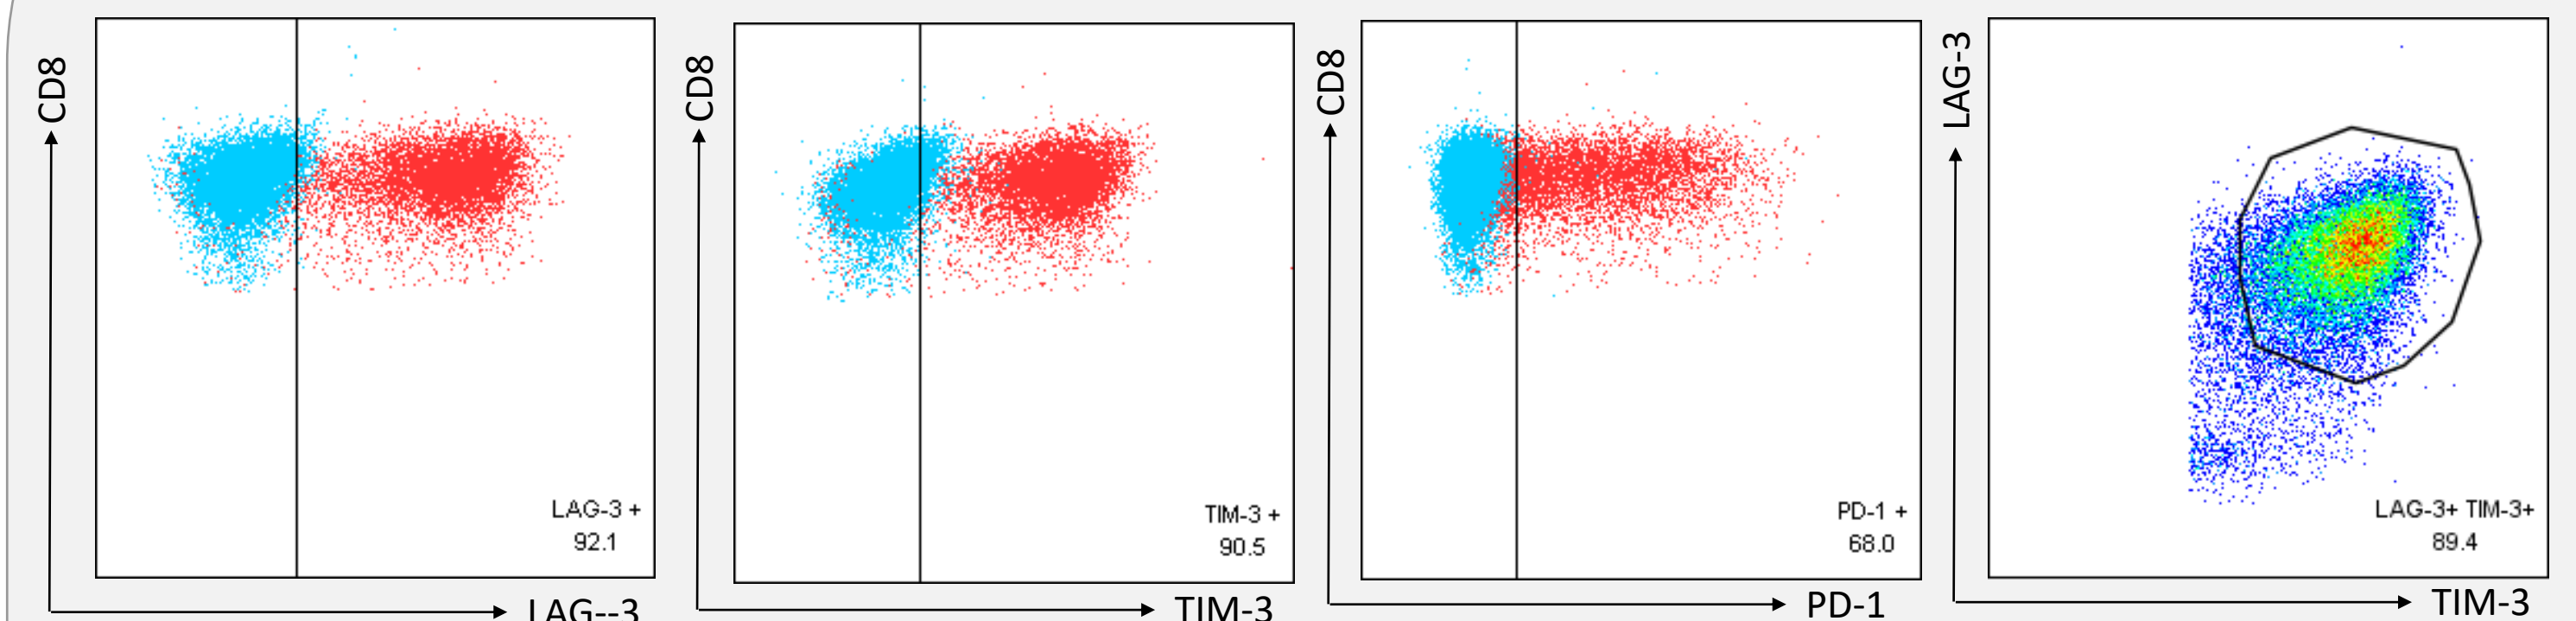 CD8
LAG-3 +
92.1
LAG--3
CD8
TIM-3 +
90.5
TIM-3
CD8
PD-1 +
68.0
PD-1
LAG-3
LAG-3+ TIM-3+
89.4
TIM-3